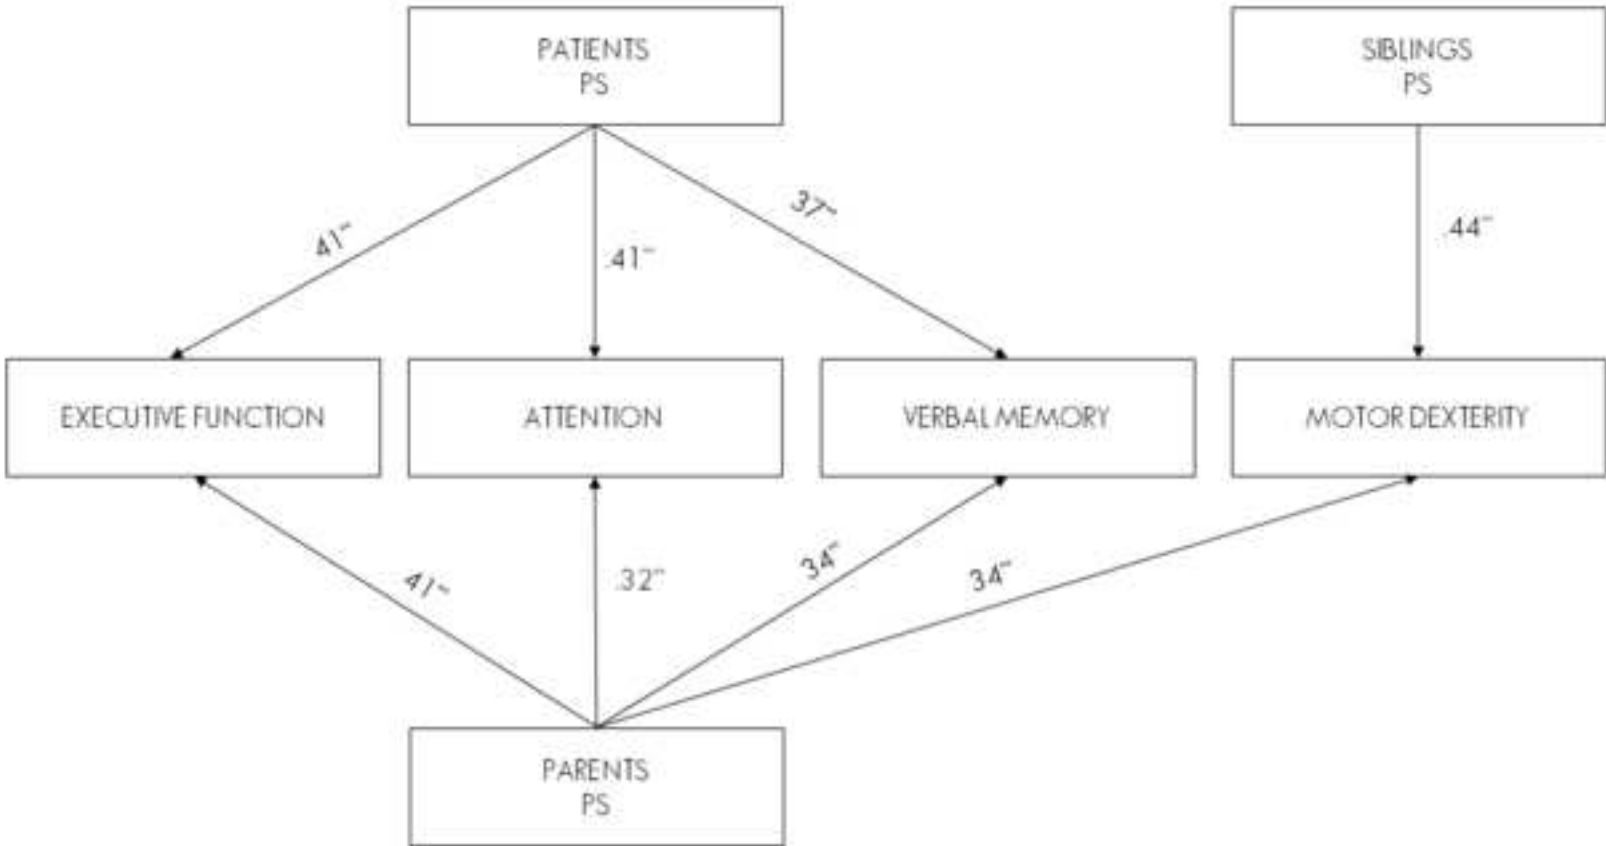 PATIENTS
PS
SIBLINGS
PS
41**
.41**
37**
.44**
EXECUTIVE FUNCTION
ATTENTION
VERBAL MEMORY
MOTOR DEXTERITY
41**
.32**
34**
34**
PARENTS
PS